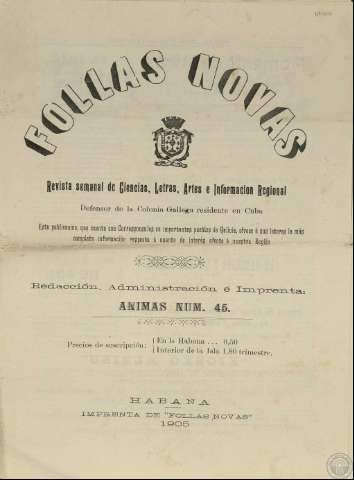 FOLLAS NOVAS
Revista semanal de Ciencias, Letras, Artes e Informacion Regional
Defensor de la Colonia Gallega residente en Cuba
Esta publicacion, que cuenta con Corresponsales en importantes puntos de Galicia, ofrece á sus lectores la más
completa informacion respecto á cuanto de interés afecte á nuestra Región
Redacción, Administración é Imprenta:
ANIMAS NUM. 45.
Precios de suscripción: { En la Habana ... 0,50
{ Interior de la Isla 1,80 trimestre.
HABANA
IMPRENTA DE "FOLLAS NOVAS"
1905